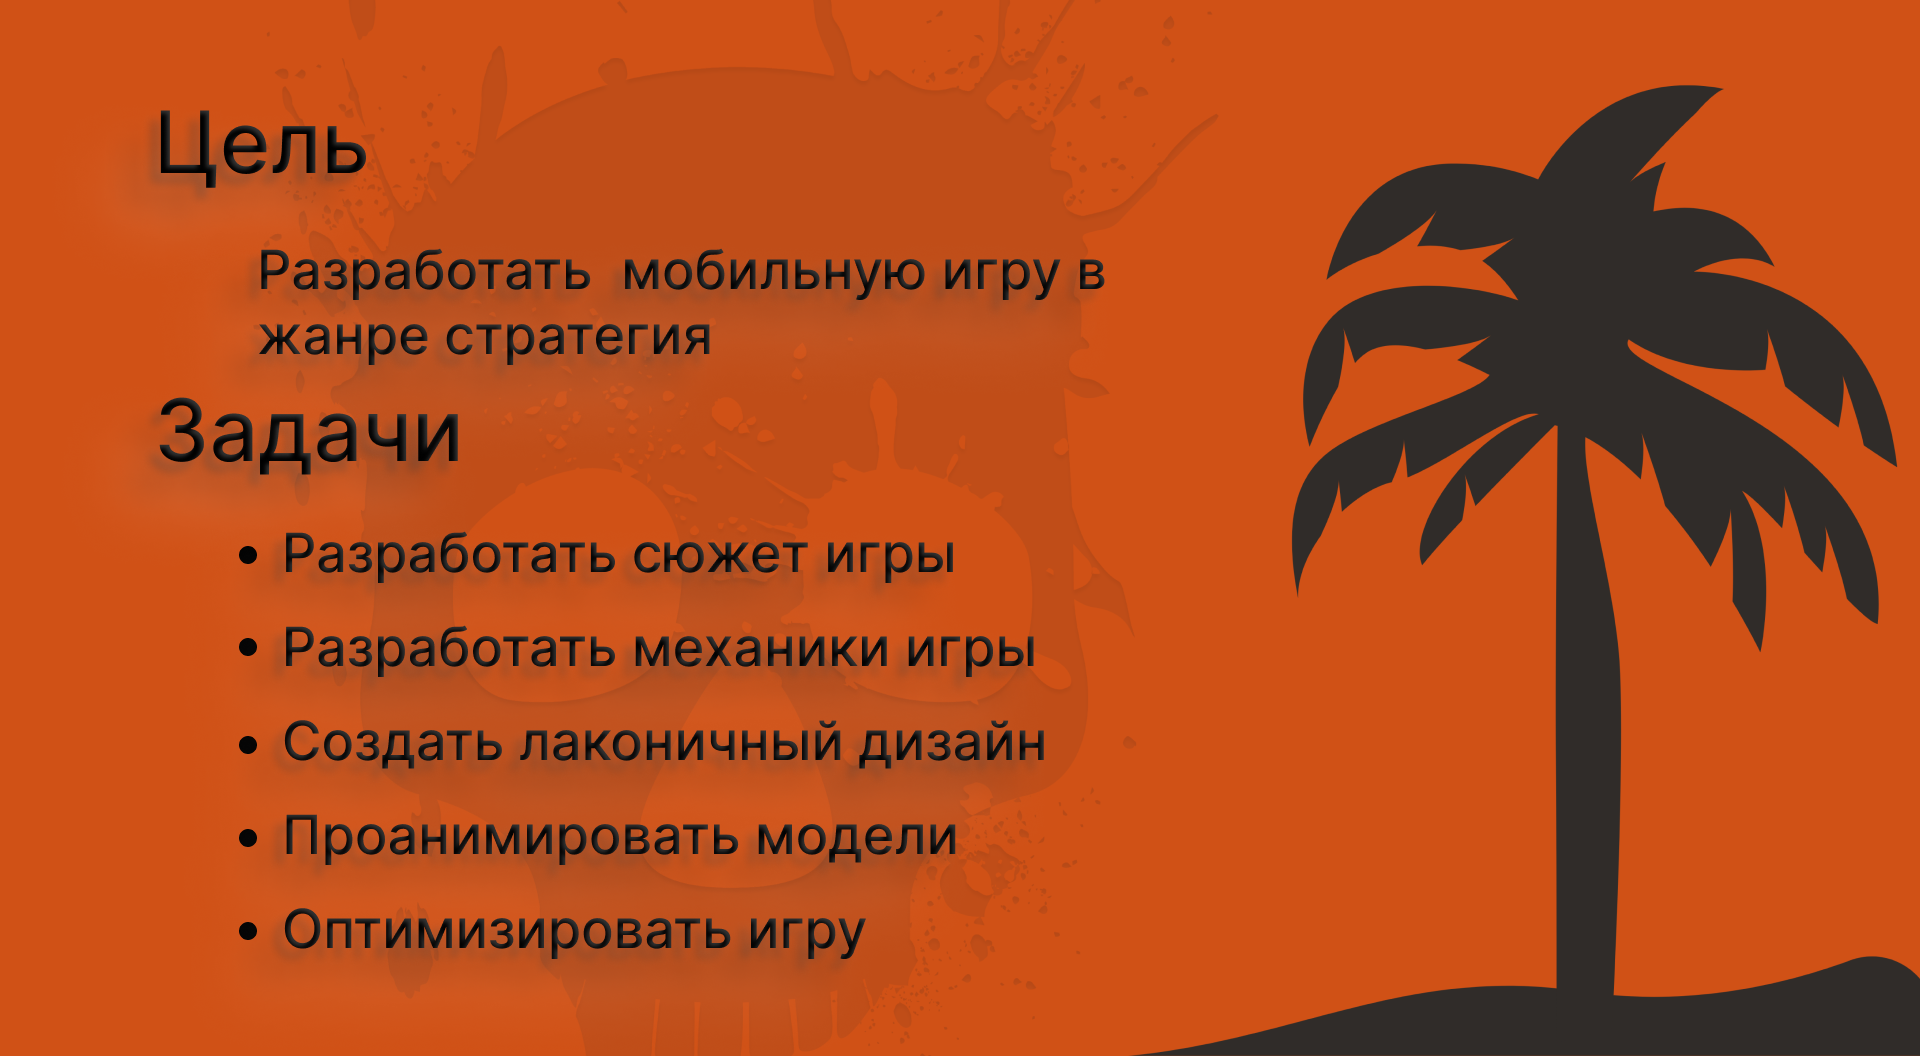 Цель
Разработать  мобильную игру в
жанре стратегия
Задачи
• Разработать сюжет игры
• Разработать механики игры
• Создать лаконичный дизайн
• Проанимировать модели
• Оптимизировать игру